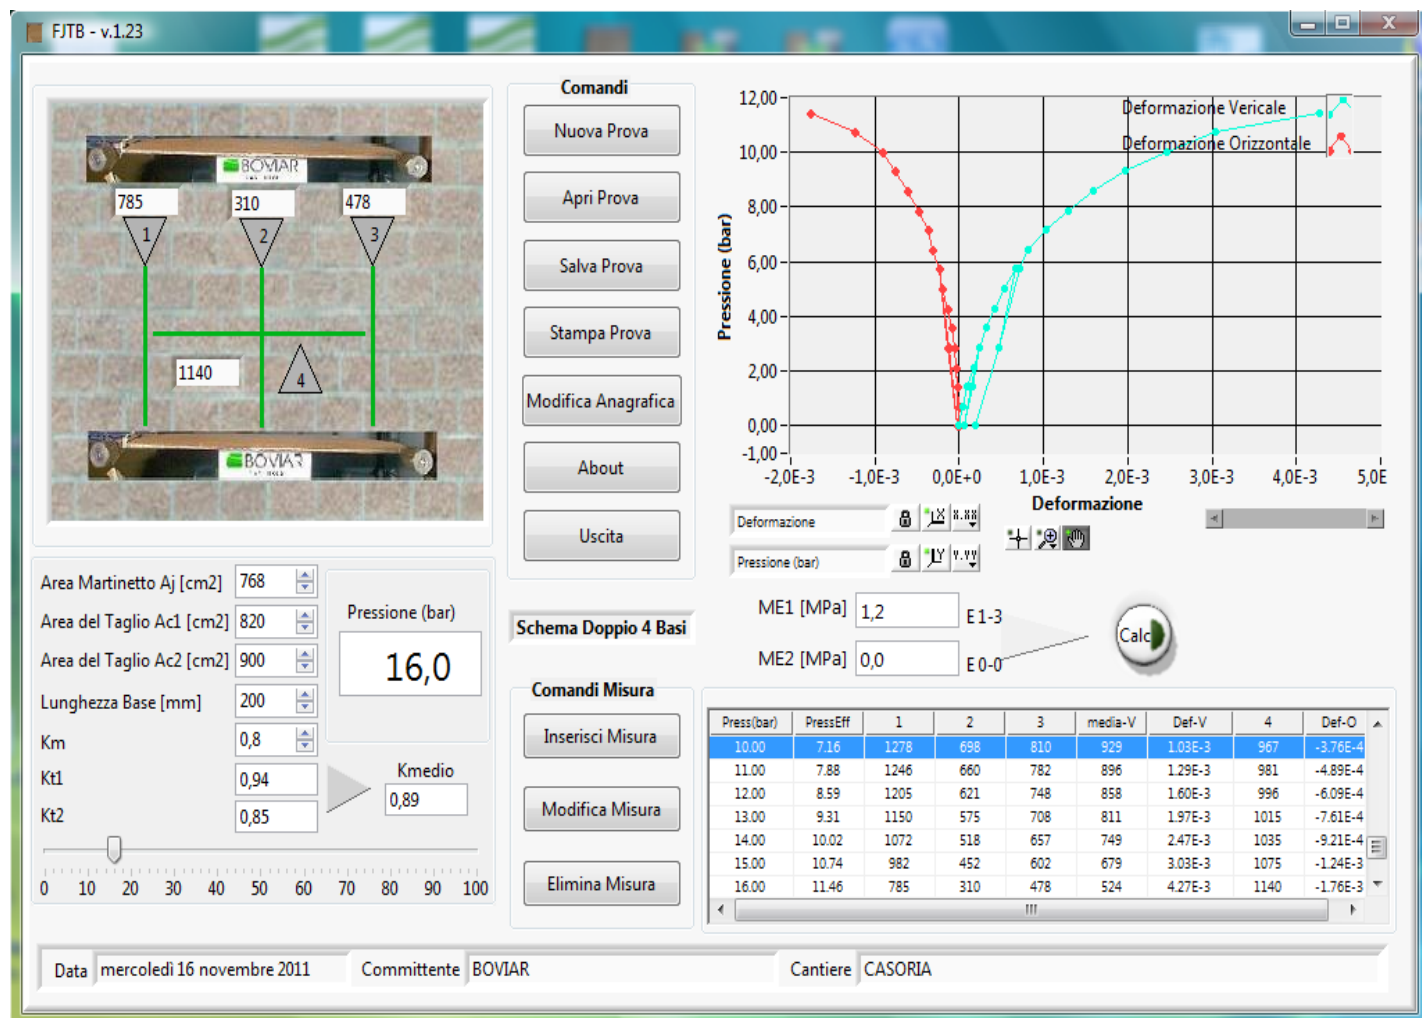 FJTB - v.1.23
BOVIAR
785
310
478
1
2
3
1140
4
BOVIAR
Comandi
Nuova Prova
Apri Prova
Salva Prova
Stampa Prova
Modifica Anagrafica
About
Uscita
Deformazione Vericale
Deformazione Orizzontale
Pressione (bar)
12,00
10,00
8,00
6,00
4,00
2,00
0,00
-1,00
-2,0E-3 -1,0E-3 0,0E+0 1,0E-3 2,0E-3 3,0E-3 4,0E-3 5,0E
Deformazione
Deformazione
Pressione (bar)
Area Martinetto Aj [cm2] 768
Area del Taglio Ac1 [cm2] 820
Area del Taglio Ac2 [cm2] 900
Lunghezza Base [mm] 200
Km 0,8
Kt1 0,94
Kt2 0,85
Pressione (bar)
16,0
Kmedio
0,89
0 10 20 30 40 50 60 70 80 90 100
Schema Doppio 4 Basi
ME1 [MPa] 1,2 E 1-3
ME2 [MPa] 0,0 E 0-0
Calc
Comandi Misura
Inserisci Misura
Modifica Misura
Elimina Misura
Press(bar) PressEff 1 2 3 media-V Def-V 4 Def-O
10.00 7.16 1278 698 810 929 1.03E-3 967 -3.76E-4
11.00 7.88 1246 660 782 896 1.29E-3 981 -4.89E-4
12.00 8.59 1205 621 748 858 1.60E-3 996 -6.09E-4
13.00 9.31 1150 575 708 811 1.97E-3 1015 -7.61E-4
14.00 10.02 1072 518 657 749 2.47E-3 1035 -9.21E-4
15.00 10.74 982 452 602 679 3.03E-3 1075 -1.24E-3
16.00 11.46 785 310 478 524 4.27E-3 1140 -1.76E-3
Data mercoledì 16 novembre 2011 Committente BOVIAR Cantiere CASORIA